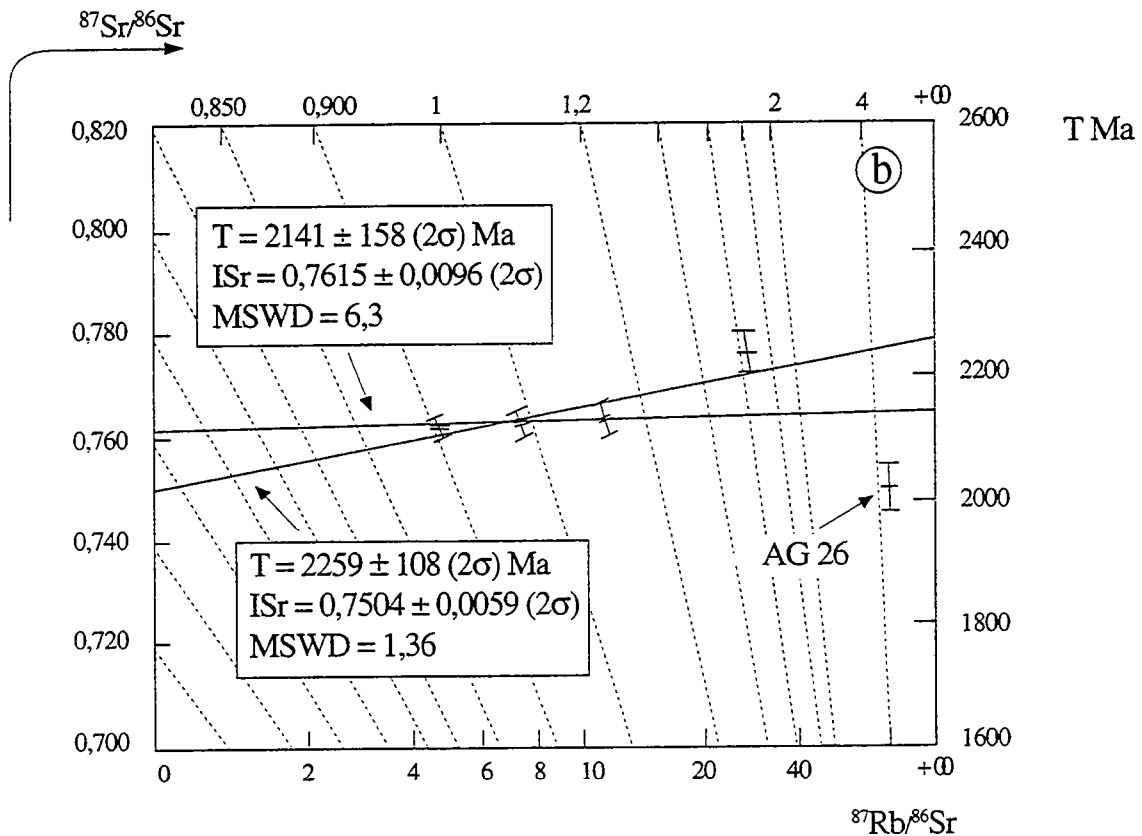 ⁸⁷Sr/⁸⁶Sr
0,850 0,900 1 1,2 2 4 +00
0,820 2600 T Ma
b
0,800 2400
T = 2141 ± 158 (2σ) Ma
ISr = 0,7615 ± 0,0096 (2σ)
MSWD = 6,3
0,780 2200
0,760
2000
AG 26
0,740
T = 2259 ± 108 (2σ) Ma
ISr = 0,7504 ± 0,0059 (2σ)
MSWD = 1,36
0,720 1800
0,700 1600
0 2 4 6 8 10 20 40 +00
⁸⁷Rb/⁸⁶Sr